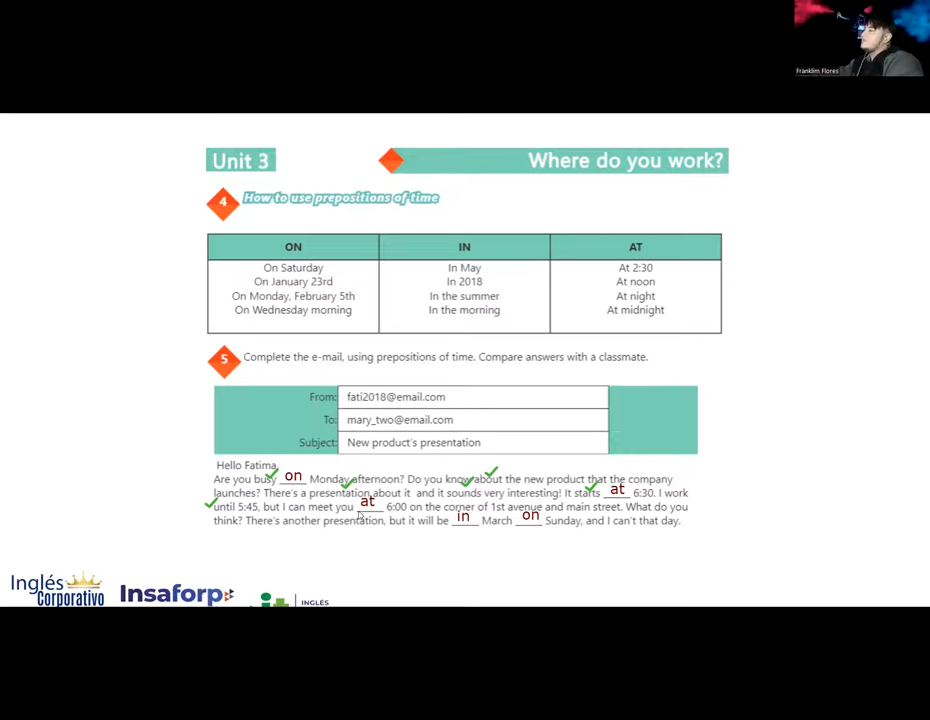 Franklim Flores
Unit 3
Where do you work?
4 How to use prepositions of time
ON IN AT
On Saturday In May At 2:30
On January 23rd In 2018 At noon
On Monday, February 5th In the summer At night
On Wednesday morning In the morning At midnight
5 Complete the e-mail, using prepositions of time. Compare answers with a classmate.
From: fati2018@email.com
To: mary_two@email.com
Subject: New product's presentation
Hello Fatima,
Are you busy on Monday afternoon? Do you know about the new product that the company
launches? There's a presentation about it and it sounds very interesting! It starts at 6:30. I work
until 5:45, but I can meet you at 6:00 on the corner of 1st avenue and main street. What do you
think? There's another presentation, but it will be in March on Sunday, and I can't that day.
Inglés
Corporativo
Insaforp
INGLÉS